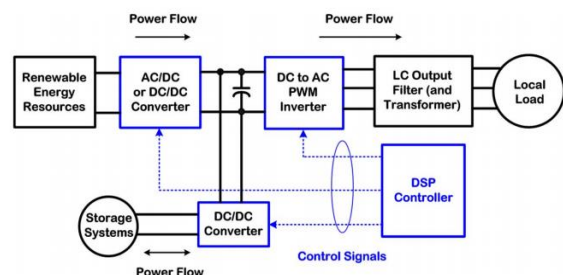 Power Flow
Power Flow
Renewable
Energy
Resources
AC/DC
or DC/DC
Converter
DC to AC
PWM
Inverter
LC Output
Filter (and
Transformer)
Local
Load
DSP
Controller
Storage
Systems
DC/DC
Converter
Control Signals
Power Flow